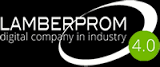 LAMBERPROM
digital company in industry
4.0